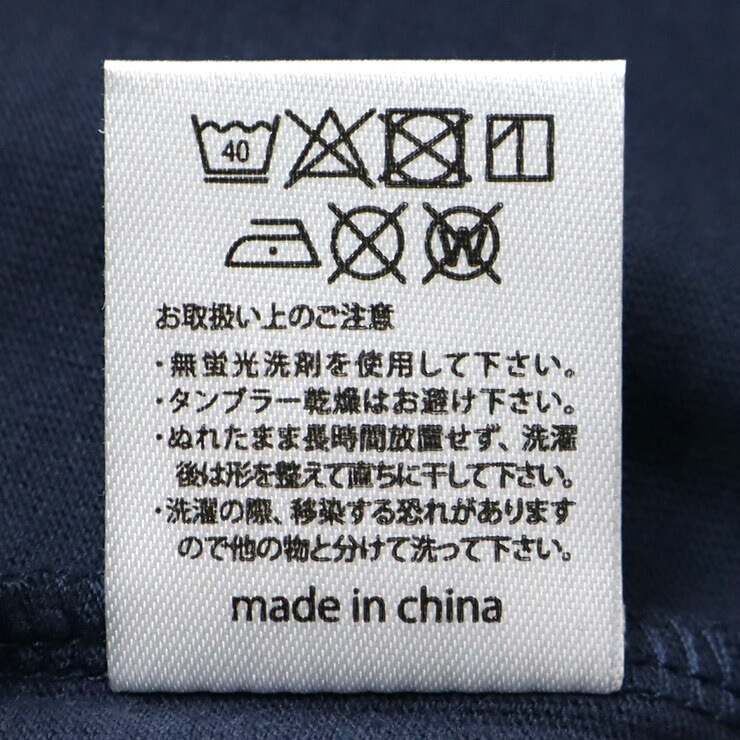 40
W
お取扱い上のご注意
・無蛍光洗剤を使用して下さい。
・タンブラー乾燥はお避け下さい。
・ぬれたまま長時間放置せず、洗濯
後は形を整えて直ちに干して下さい。
・洗濯の際、移染する恐れがあります
ので他の物と分けて洗って下さい。
made in china